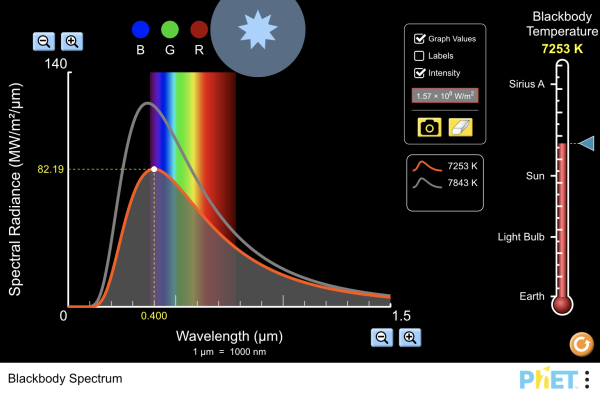 B G R
140
Spectral Radiance (MW/m²/μm)
82.19
0
0.400
1.5
Wavelength (μm)
1 μm = 1000 nm
Graph Values
Labels
Intensity
1.57 × 10⁸ W/m²
7253 K
7843 K
Blackbody
Temperature
7253 K
Sirius A
Sun
Light Bulb
Earth
Blackbody Spectrum
PhET